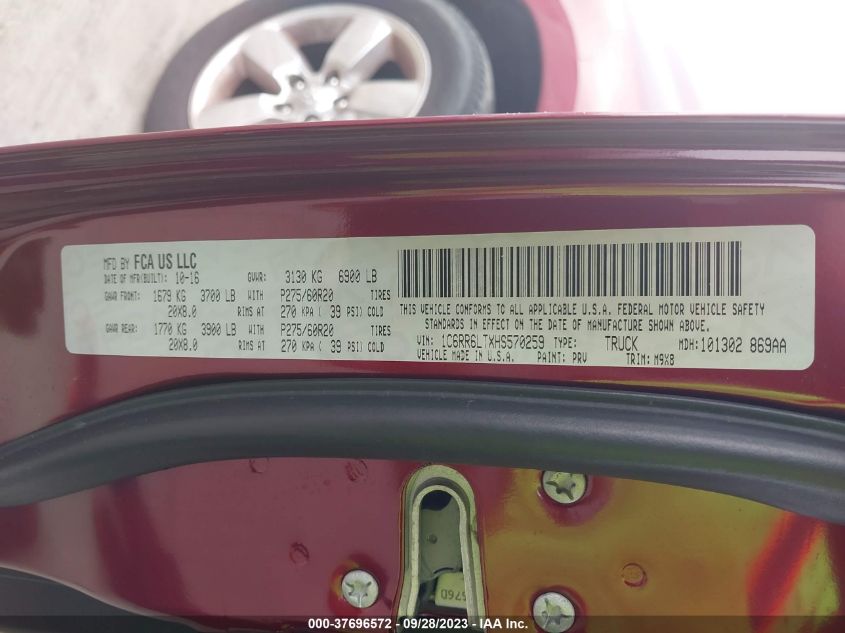 MFD BY FCA US LLC
DATE OF MFR(BUILT): 10-16 GVWR: 3130 KG 6900 LB
GAWR FRONT: 1679 KG 3700 LB WITH P275/60R20 TIRES
20X8.0 RIMS AT 270 KPA ( 39 PSI) COLD
GAWR REAR: 1770 KG 3900 LB WITH P275/60R20 TIRES
20X8.0 RIMS AT 270 KPA ( 39 PSI) COLD
THIS VEHICLE CONFORMS TO ALL APPLICABLE U.S.A. FEDERAL MOTOR VEHICLE SAFETY
STANDARDS IN EFFECT ON THE DATE OF MANUFACTURE SHOWN ABOVE.
VIN: 1C6RR6LTXHS570259 TYPE: TRUCK MDH: 101302 869AA
VEHICLE MADE IN U.S.A. PAINT: PRV TRIM: M9X8
000-37696572 - 09/28/2023 - IAA Inc.